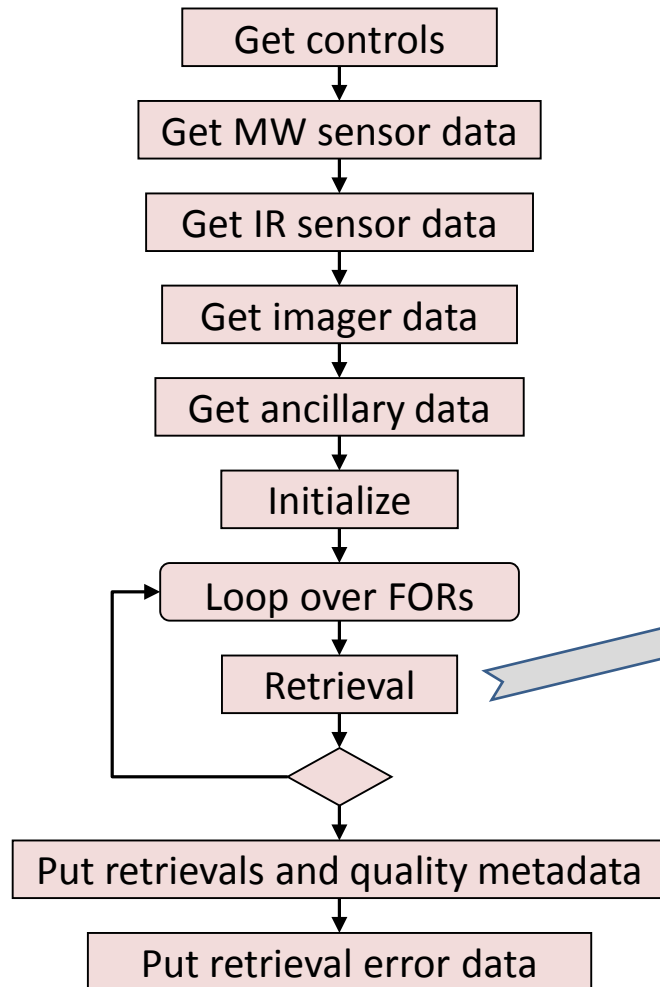 Get controls
Get MW sensor data
Get IR sensor data
Get imager data
Get ancillary data
Initialize
Loop over FORs
Retrieval
Put retrievals and quality metadata
Put retrieval error data